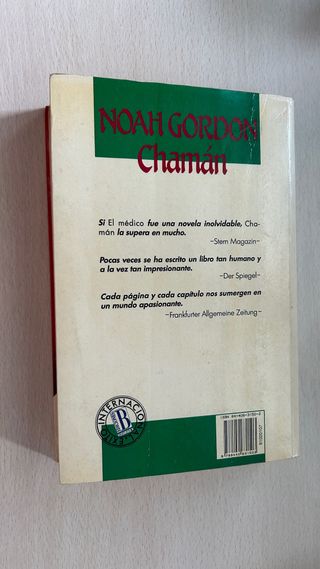 NOAH GORDON
Chamán
Si El médico fue una novela inolvidable, Cha-
mán la supera en mucho.
–Stern Magazin–
Pocas veces se ha escrito un libro tan humano y
a la vez tan impresionante.
–Der Spiegel–
Cada página y cada capítulo nos sumergen en
un mundo apasionante.
–Frankfurter Allgemeine Zeitung–
INTERNACIONAL
ÉXITO
B
ISBN